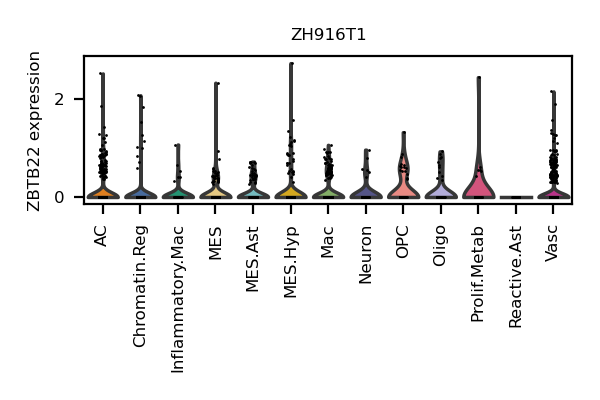 ZH916T1
ZBTB22 expression
2
0
AC
Chromatin.Reg
Inflammatory.Mac
MES
MES.Ast
MES.Hyp
Mac
Neuron
OPC
Oligo
Prolif.Metab
Reactive.Ast
Vasc